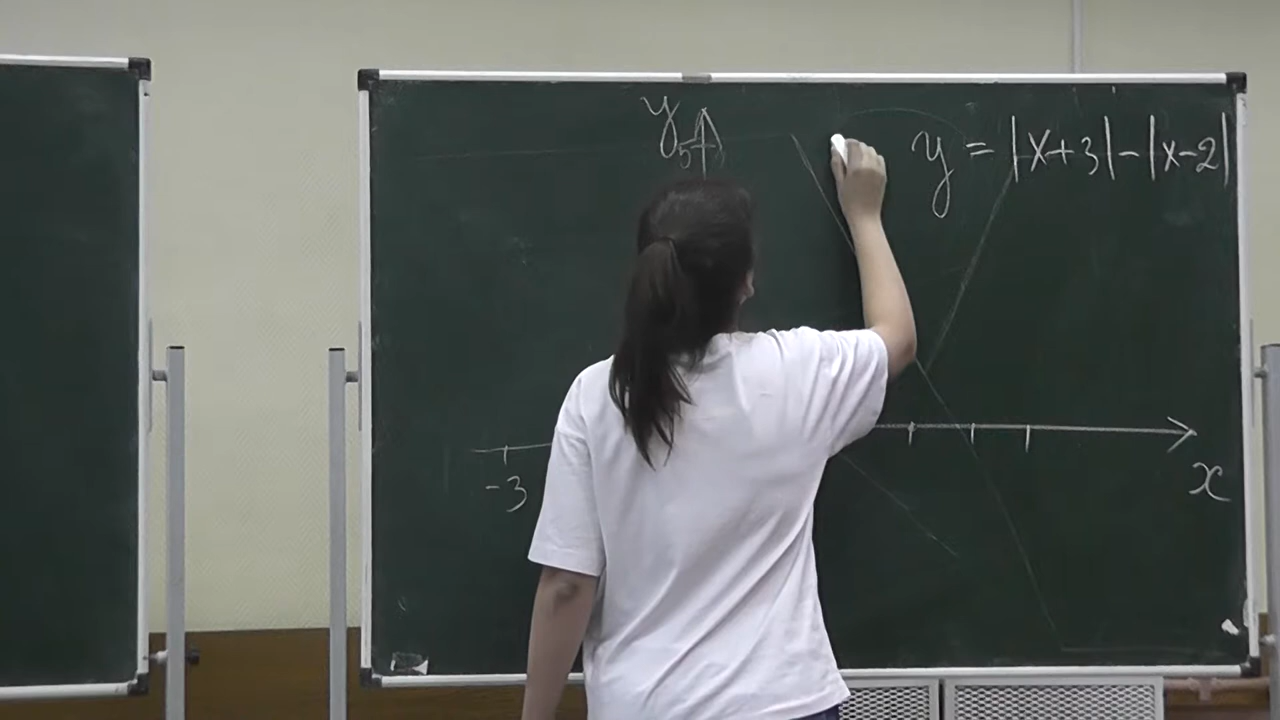 y
5
y = |x+3| - |x-2|
-3
x